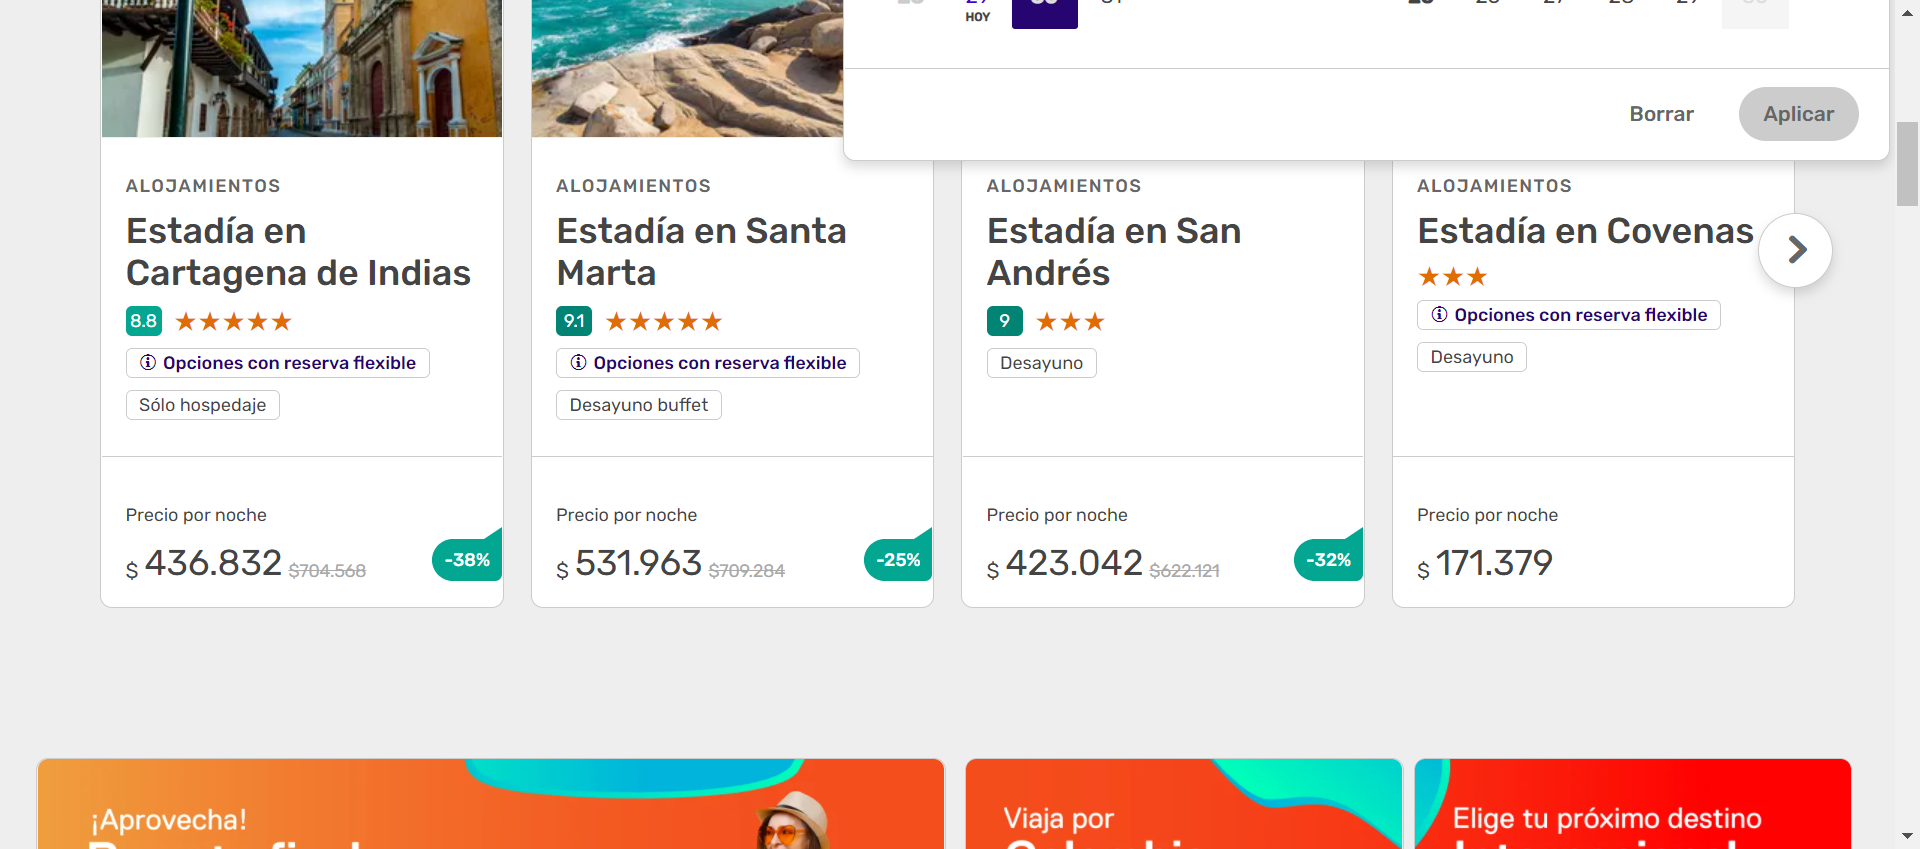 HOY
Borrar
Aplicar
ALOJAMIENTOS
Estadía en
Cartagena de Indias
8.8
Opciones con reserva flexible
Sólo hospedaje
Precio por noche
$ 436.832 $704.568
-38%
ALOJAMIENTOS
Estadía en Santa
Marta
9.1
Opciones con reserva flexible
Desayuno buffet
Precio por noche
$ 531.963 $709.284
-25%
ALOJAMIENTOS
Estadía en San
Andrés
9
Desayuno
Precio por noche
$ 423.042 $622.121
-32%
ALOJAMIENTOS
Estadía en Covenas
Opciones con reserva flexible
Desayuno
Precio por noche
$ 171.379
¡Aprovecha!
Viaja por
Elige tu próximo destino